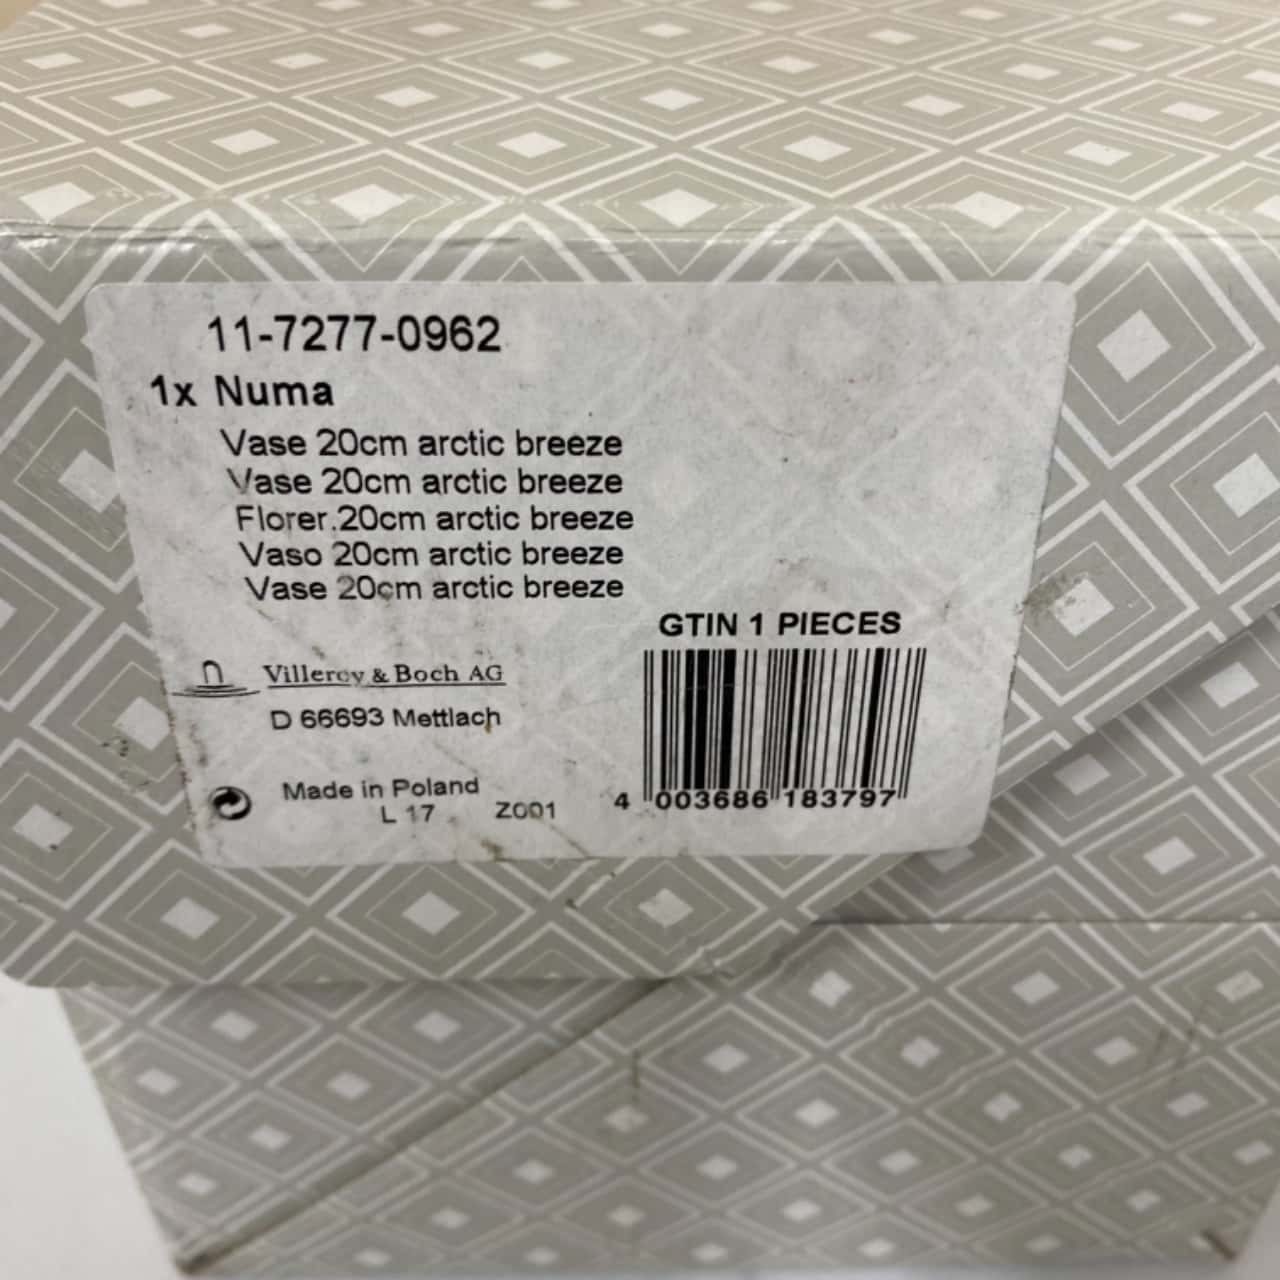 11-7277-0962
1x Numa
Vase 20cm arctic breeze
Vase 20cm arctic breeze
Florer.20cm arctic breeze
Vaso 20cm arctic breeze
Vase 20cm arctic breeze
GTIN 1 PIECES
Villeroy & Boch AG
D 66693 Mettlach
Made in Poland
L 17 Z001
4 003686 183797